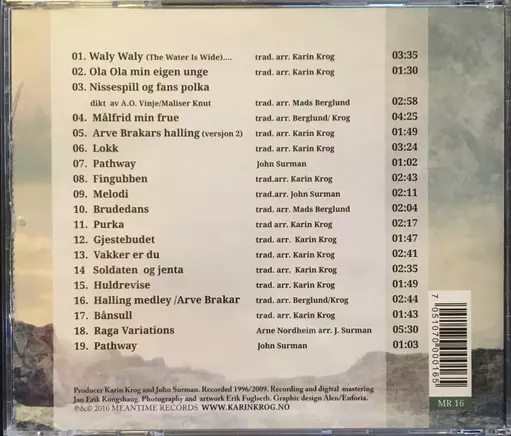 01. Waly Waly (The Water Is Wide).... trad. arr. Karin Krog 03:35
02. Ola Ola min eigen unge trad. arr. Karin Krog 01:30
03. Nissespill og fans polka
dikt av A.O. Vinje/Maliser Knut trad. arr. Mads Berglund 02:58
04. Målfrid min frue trad. arr. Berglund/ Krog 04:25
05. Arve Brakars halling (versjon 2) trad. arr. Karin Krog 01:49
06. Lokk trad. arr. Karin Krog 03:24
07. Pathway John Surman 01:02
08. Fingubben trad.arr. Karin Krog 02:43
09. Melodi trad.arr. John Surman 02:11
10. Brudedans trad. arr. Mads Berglund 02:04
11. Purka trad. arr. Karin Krog 02:17
12. Gjestebudet trad. arr. Karin Krog 01:47
13. Vakker er du trad. arr. Karin Krog 02:41
14 Soldaten og jenta trad. arr. Karin Krog 02:35
15. Huldrevise trad. arr. Karin Krog 01:49
16. Halling medley /Arve Brakar trad. arr. Berglund/Krog 02:44
17. Bånsull trad. arr. Karin Krog 01:43
18. Raga Variations Arne Nordheim arr. J. Surman 05:30
19. Pathway John Surman 01:03
7 051070 000165
MR 16
Producer Karin Krog and John Surman. Recorded 1996/2009. Recording and digital mastering
Jan Erik Kongshaug. Photography and artwork Erik Fuglseth. Graphic design Alen/Euforia.
℗&© 2010 MEANTIME RECORDS WWW.KARINKROG.NO